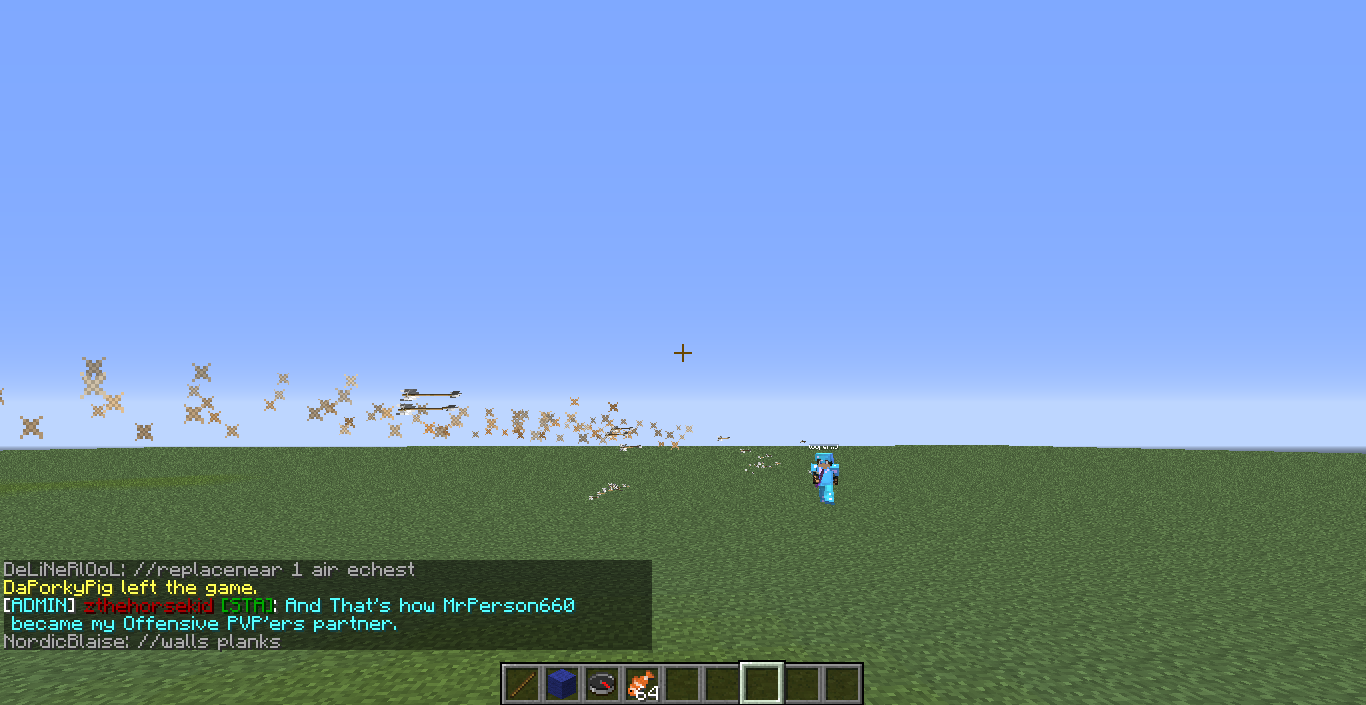 DeLiNeRlOoL: //replacenear 1 air echest
DaPorkyPig left the game.
[ADMIN] zthehorsekid [STA]: And That's how MrPerson660
became my Offensive PVP'ers partner.
NordicBlaise: //walls planks
64